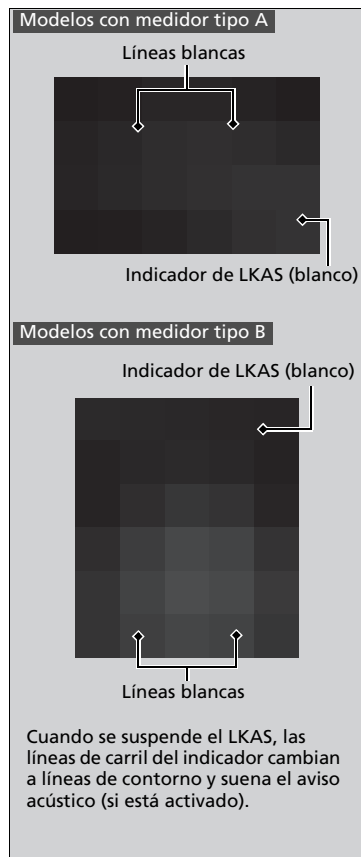 Modelos con medidor tipo A
Líneas blancas
Indicador de LKAS (blanco)
Modelos con medidor tipo B
Indicador de LKAS (blanco)
Líneas blancas
Cuando se suspende el LKAS, las
líneas de carril del indicador cambian
a líneas de contorno y suena el aviso
acústico (si está activado).